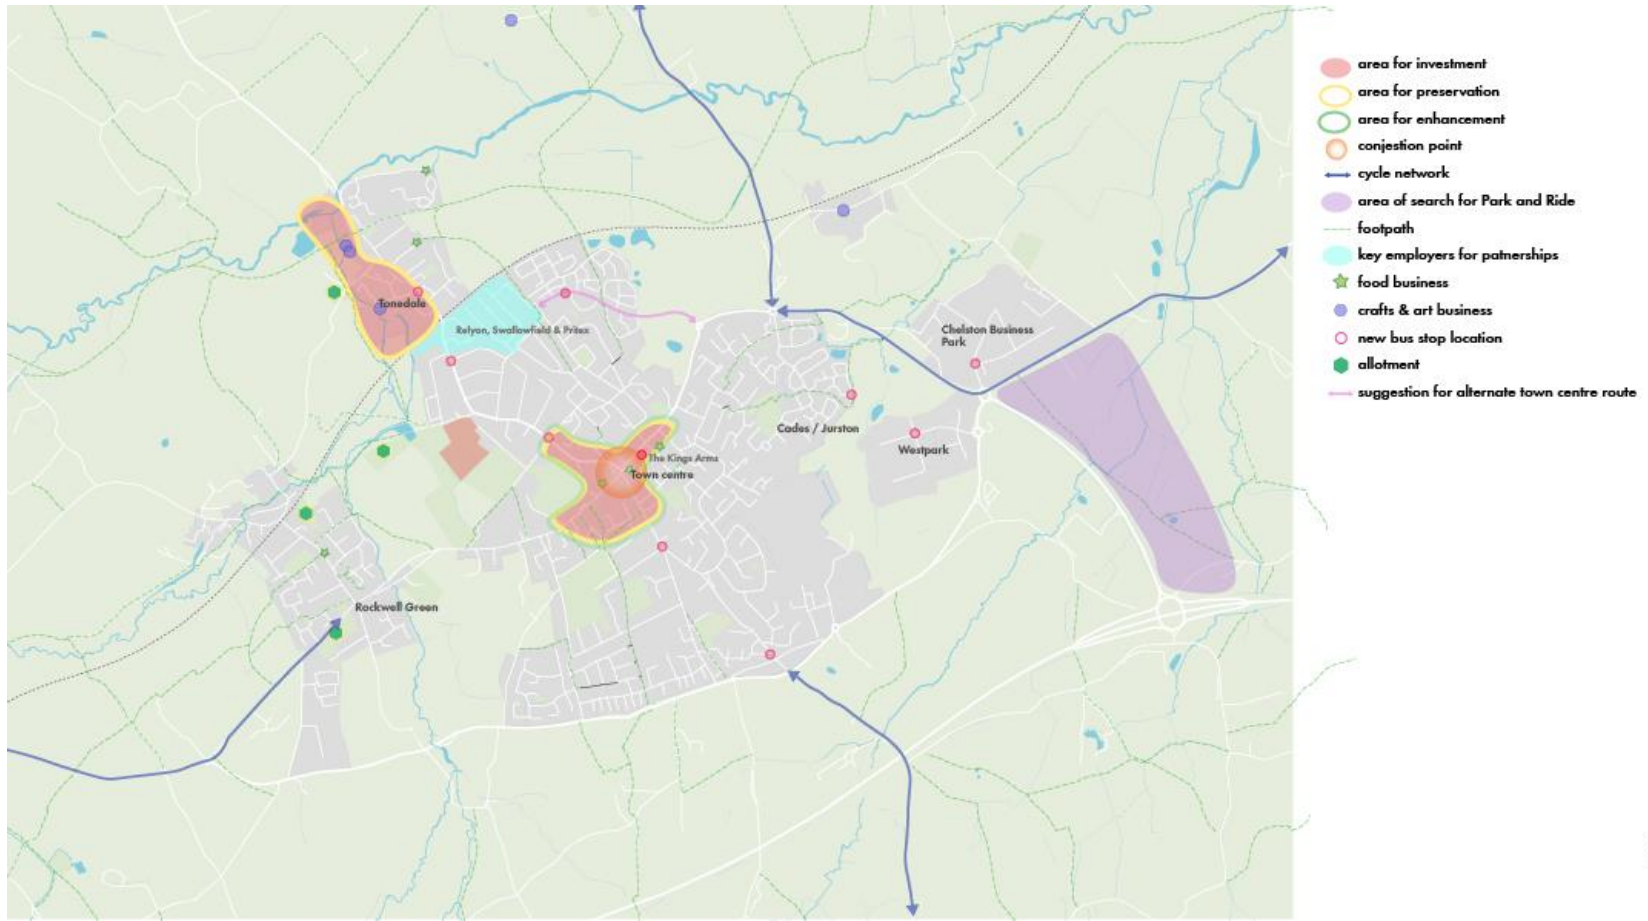 area for investment
area for preservation
area for enhancement
conjestion point
cycle network
area of search for Park and Ride
footpath
key employers for patnerships
food business
crafts & art business
new bus stop location
allotment
suggestion for alternate town centre route
Tonedale
Relyon, Swallowfield & Pritex
Chelston Business
Park
Cades / Jurston
Westpark
The Kings Arms
Town centre
Rockwell Green